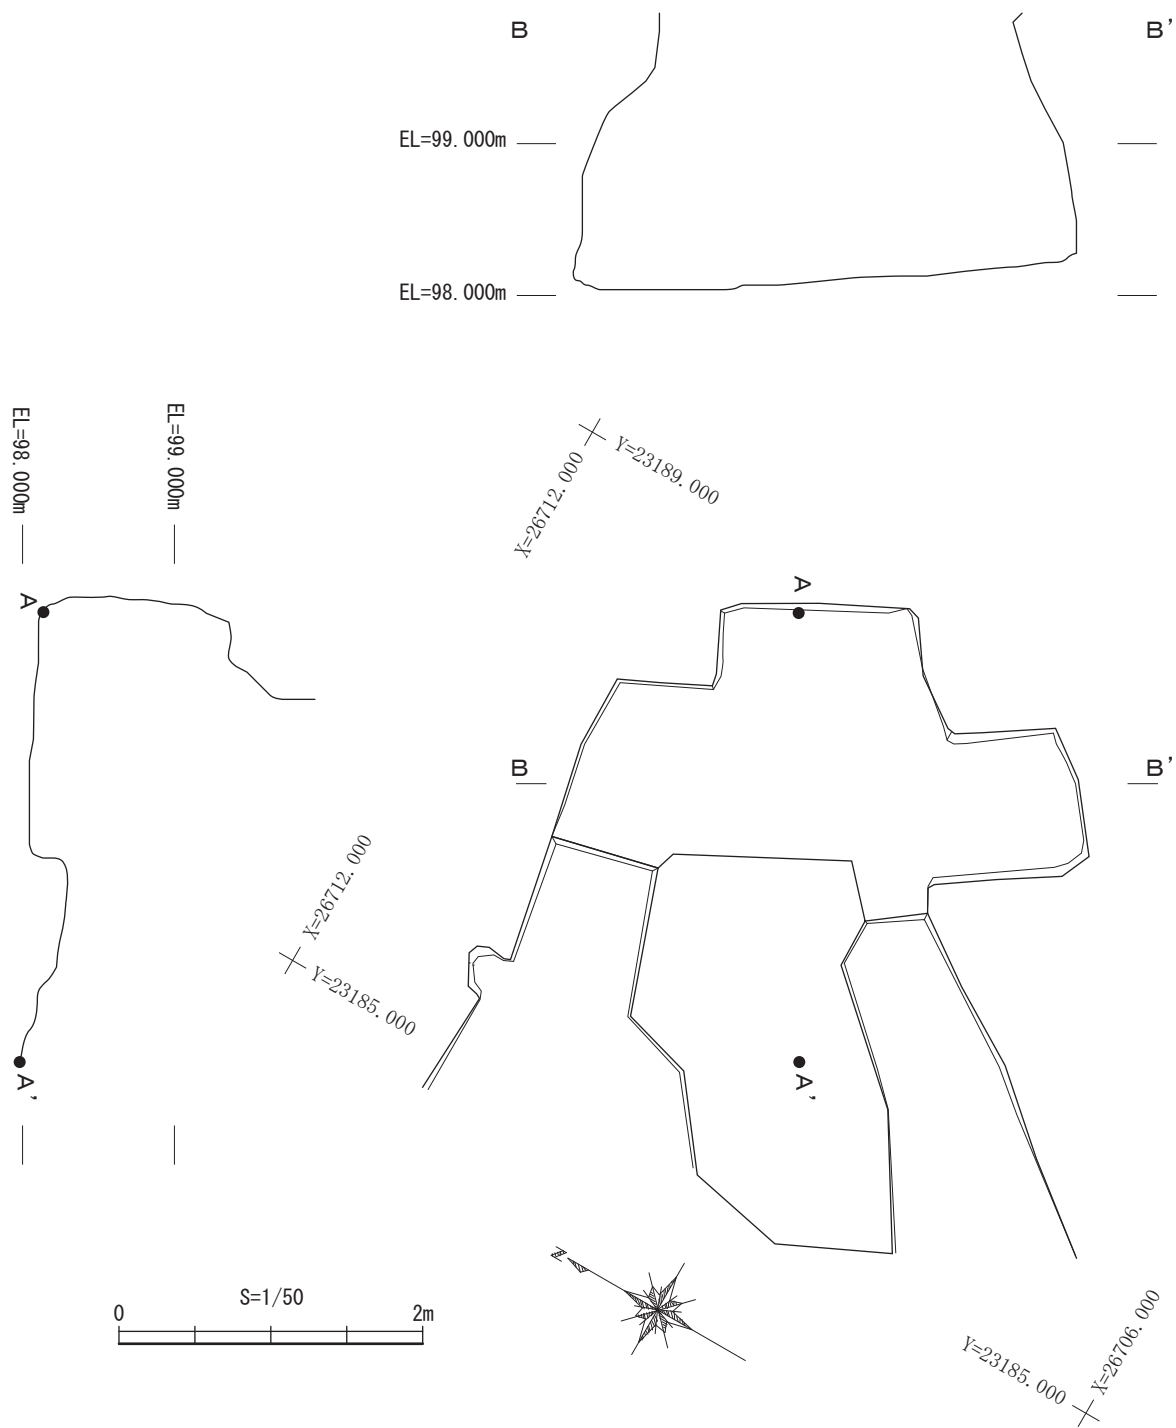 B
B'
EL=99.000m
EL=98.000m
EL=98.000m
EL=99.000m
X=26712.000
Y=23189.000
A
A
B
B'
X=26712.000
Y=23185.000
A'
A'
N
S=1/50
0
2m
Y=23185.000
X=26706.000